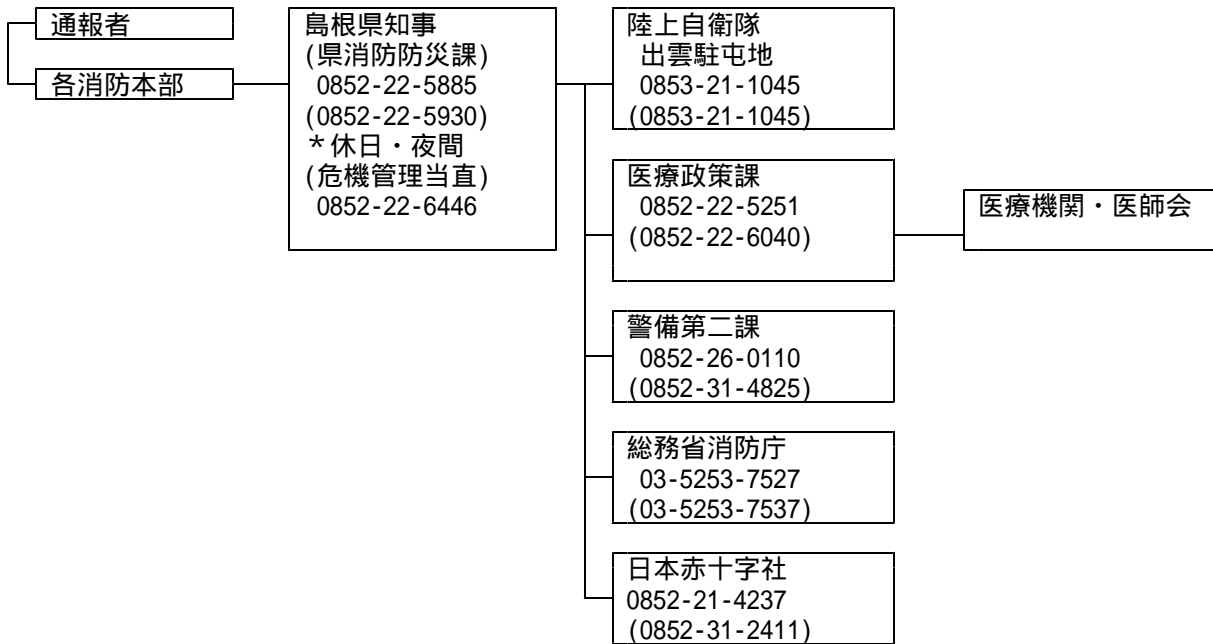 通報者
各消防本部
島根県知事
(県消防防災課)
0852-22-5885
(0852-22-5930)
*休日・夜間
(危機管理当直)
0852-22-6446
陸上自衛隊
出雲駐屯地
0853-21-1045
(0853-21-1045)
医療政策課
0852-22-5251
(0852-22-6040)
医療機関・医師会
警備第二課
0852-26-0110
(0852-31-4825)
総務省消防庁
03-5253-7527
(03-5253-7537)
日本赤十字社
0852-21-4237
(0852-31-2411)